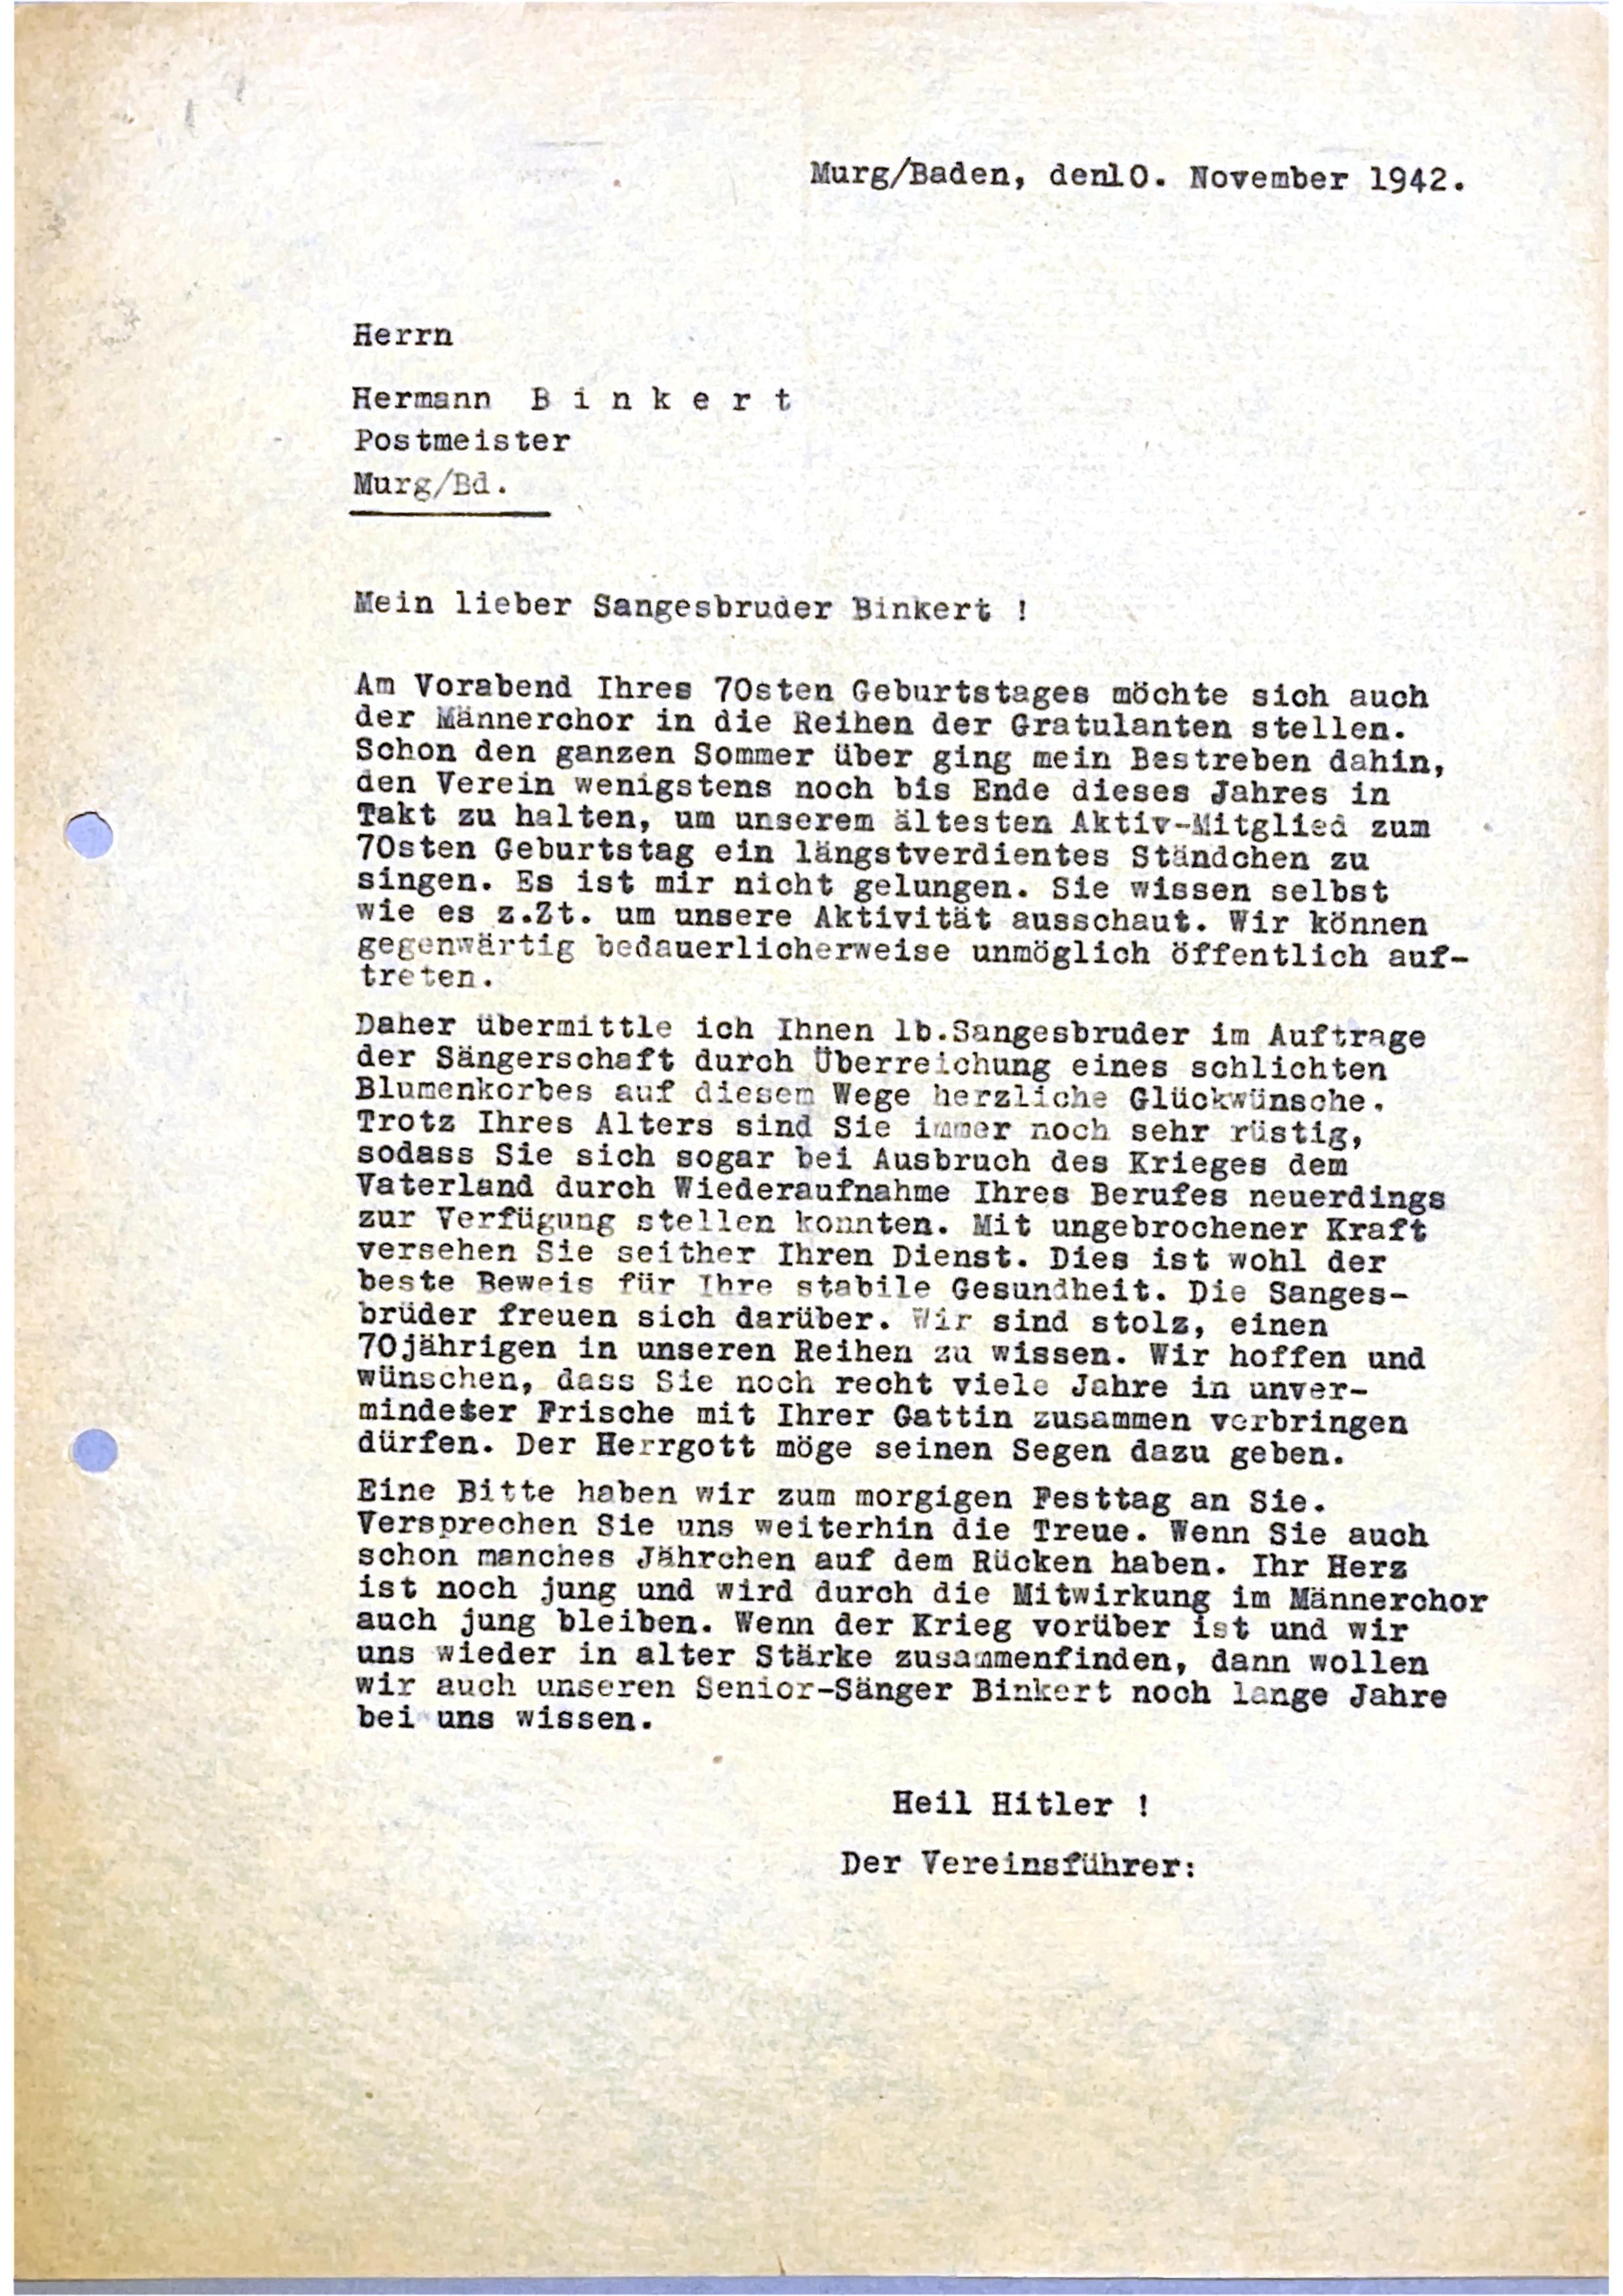 Murg/Baden, den10. November 1942.
Herrn
Hermann B i n k e r t
Postmeister
Murg/Bd.
Mein lieber Sangesbruder Binkert !
Am Vorabend Ihres 70sten Geburtstages möchte sich auch
der Männerchor in die Reihen der Gratulanten stellen.
Schon den ganzen Sommer über ging mein Bestreben dahin,
den Verein wenigstens noch bis Ende dieses Jahres in
Takt zu halten, um unserem ältesten Aktiv-Mitglied zum
70sten Geburtstag ein längstverdientes Ständchen zu
singen. Es ist mir nicht gelungen. Sie wissen selbst
wie es z.Zt. um unsere Aktivität ausschaut. Wir können
gegenwärtig bedauerlicherweise unmöglich öffentlich auf-
treten.
Daher übermittle ich Ihnen lb.Sangesbruder im Auftrage
der Sängerschaft durch Überreichung eines schlichten
Blumenkorbes auf diesem Wege herzliche Glückwünsche.
Trotz Ihres Alters sind Sie immer noch sehr rüstig,
sodass Sie sich sogar bei Ausbruch des Krieges dem
Vaterland durch Wiederaufnahme Ihres Berufes neuerdings
zur Verfügung stellen konnten. Mit ungebrochener Kraft
versehen Sie seither Ihren Dienst. Dies ist wohl der
beste Beweis für Ihre stabile Gesundheit. Die Sanges-
brüder freuen sich darüber. Wir sind stolz, einen
70jährigen in unseren Reihen zu wissen. Wir hoffen und
wünschen, dass Sie noch recht viele Jahre in unver-
mindeter Frische mit Ihrer Gattin zusammen verbringen
dürfen. Der Herrgott möge seinen Segen dazu geben.
Eine Bitte haben wir zum morgigen Festtag an Sie.
Versprechen Sie uns weiterhin die Treue. Wenn Sie auch
schon manches Jährchen auf dem Rücken haben. Ihr Herz
ist noch jung und wird durch die Mitwirkung im Männerchor
auch jung bleiben. Wenn der Krieg vorüber ist und wir
uns wieder in alter Stärke zusammenfinden, dann wollen
wir auch unseren Senior-Sänger Binkert noch lange Jahre
bei uns wissen.
Heil Hitler !
Der Vereinsführer: